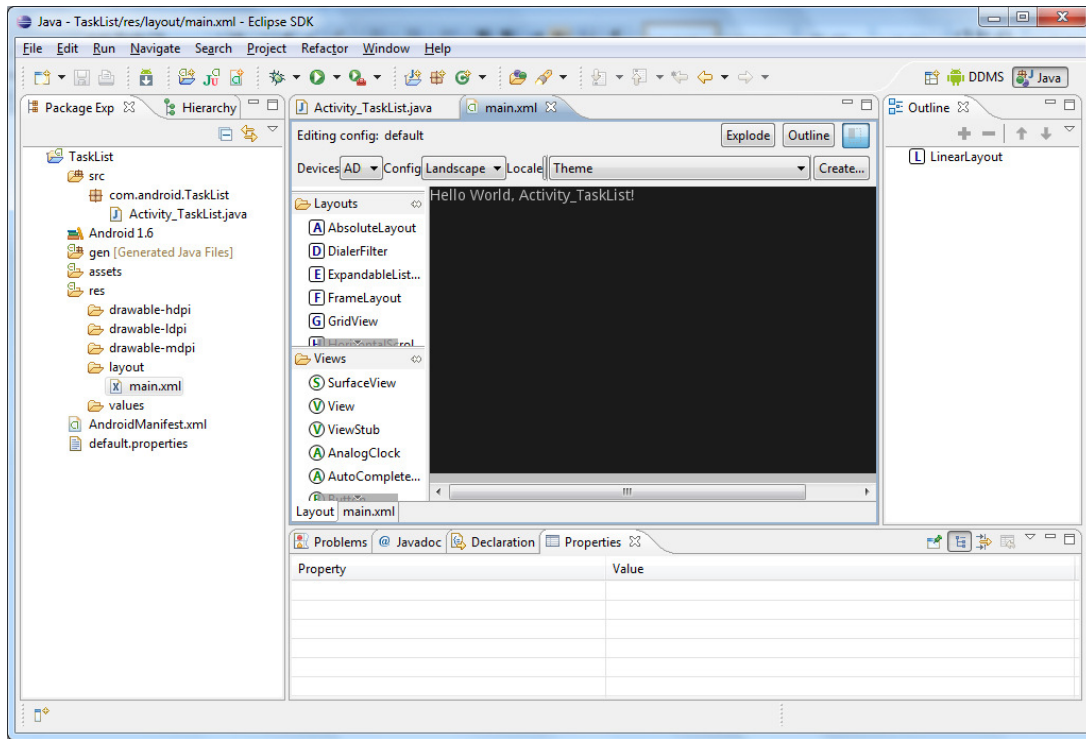 Java - TaskList/res/layout/main.xml - Eclipse SDK
File Edit Run Navigate Search Project Refactor Window Help
DDMS Java
Package Exp Hierarchy
TaskList
src
com.android.TaskList
Activity_TaskList.java
Android 1.6
gen [Generated Java Files]
assets
res
drawable-hdpi
drawable-ldpi
drawable-mdpi
layout
main.xml
values
AndroidManifest.xml
default.properties
Activity_TaskList.java main.xml
Editing config: default Explode Outline
Devices AD Config Landscape Locale Theme Create...
Layouts
A AbsoluteLayout
D DialerFilter
E ExpandableList...
F FrameLayout
G GridView
H HorizontalScrol
Views
S SurfaceView
V View
V ViewStub
A AnalogClock
A AutoComplete...
B Button
Hello World, Activity_TaskList!
Layout main.xml
Outline
L LinearLayout
Problems @ Javadoc Declaration Properties
Property Value